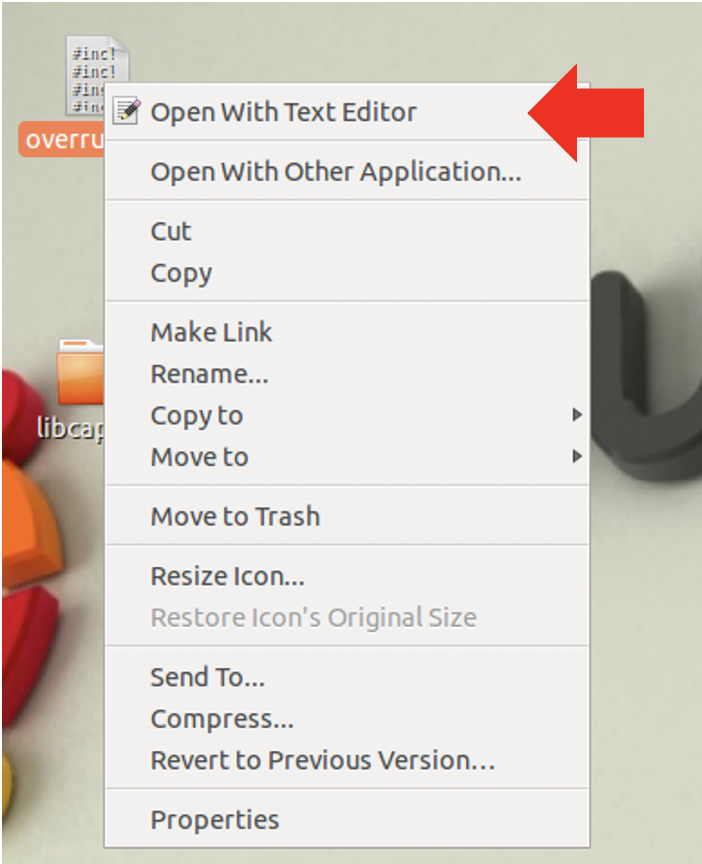 #inc!
#inc!
overru
Open With Text Editor
Open With Other Application...
Cut
Copy
Make Link
Rename...
Copy to
Move to
Move to Trash
Resize Icon...
Restore Icon's Original Size
Send To...
Compress...
Revert to Previous Version...
Properties
libcap